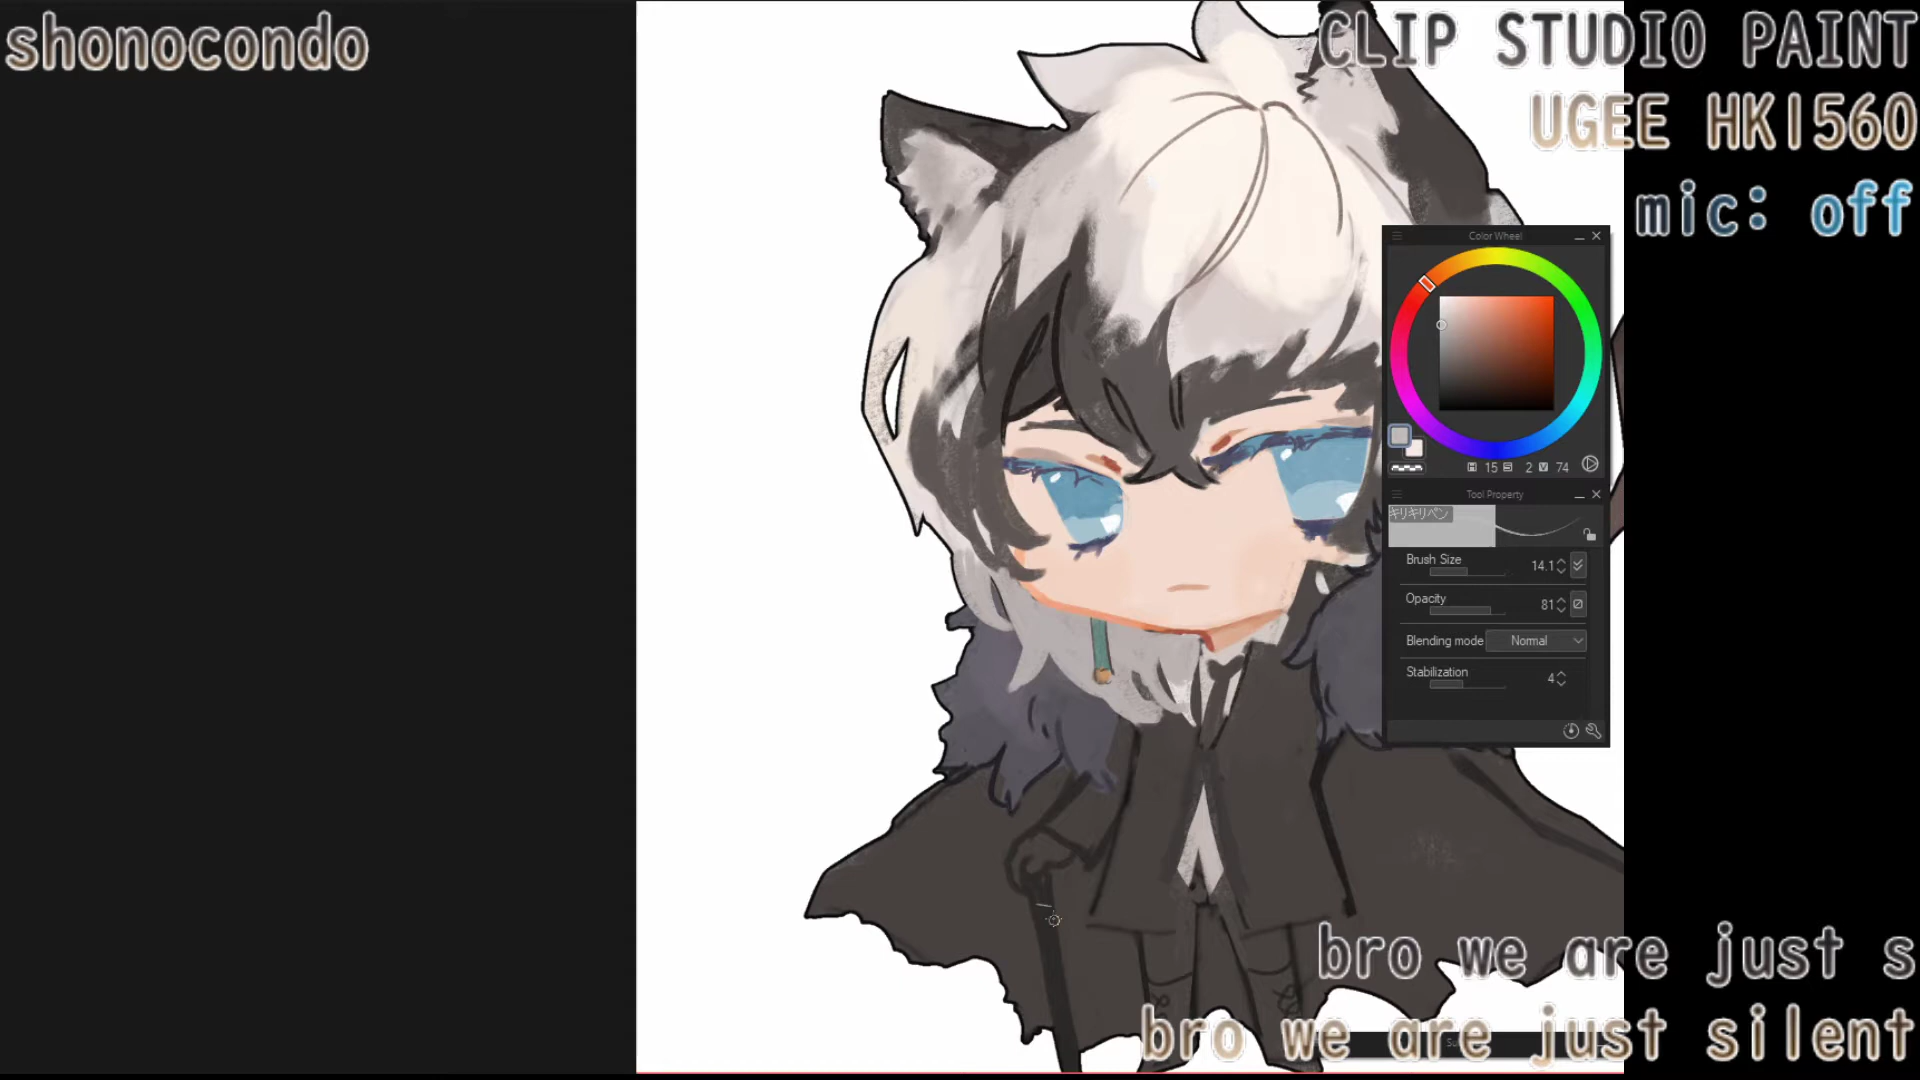 shonocondo
CLIP STUDIO PAINT
UGEE HK1560
mic: off
Color Wheel
H 15 S 2 V 74
Tool Property
キリキリペン
Brush Size 14.1
Opacity 81
Blending mode Normal
Stabilization 4
bro we are just s
bro we are just silent